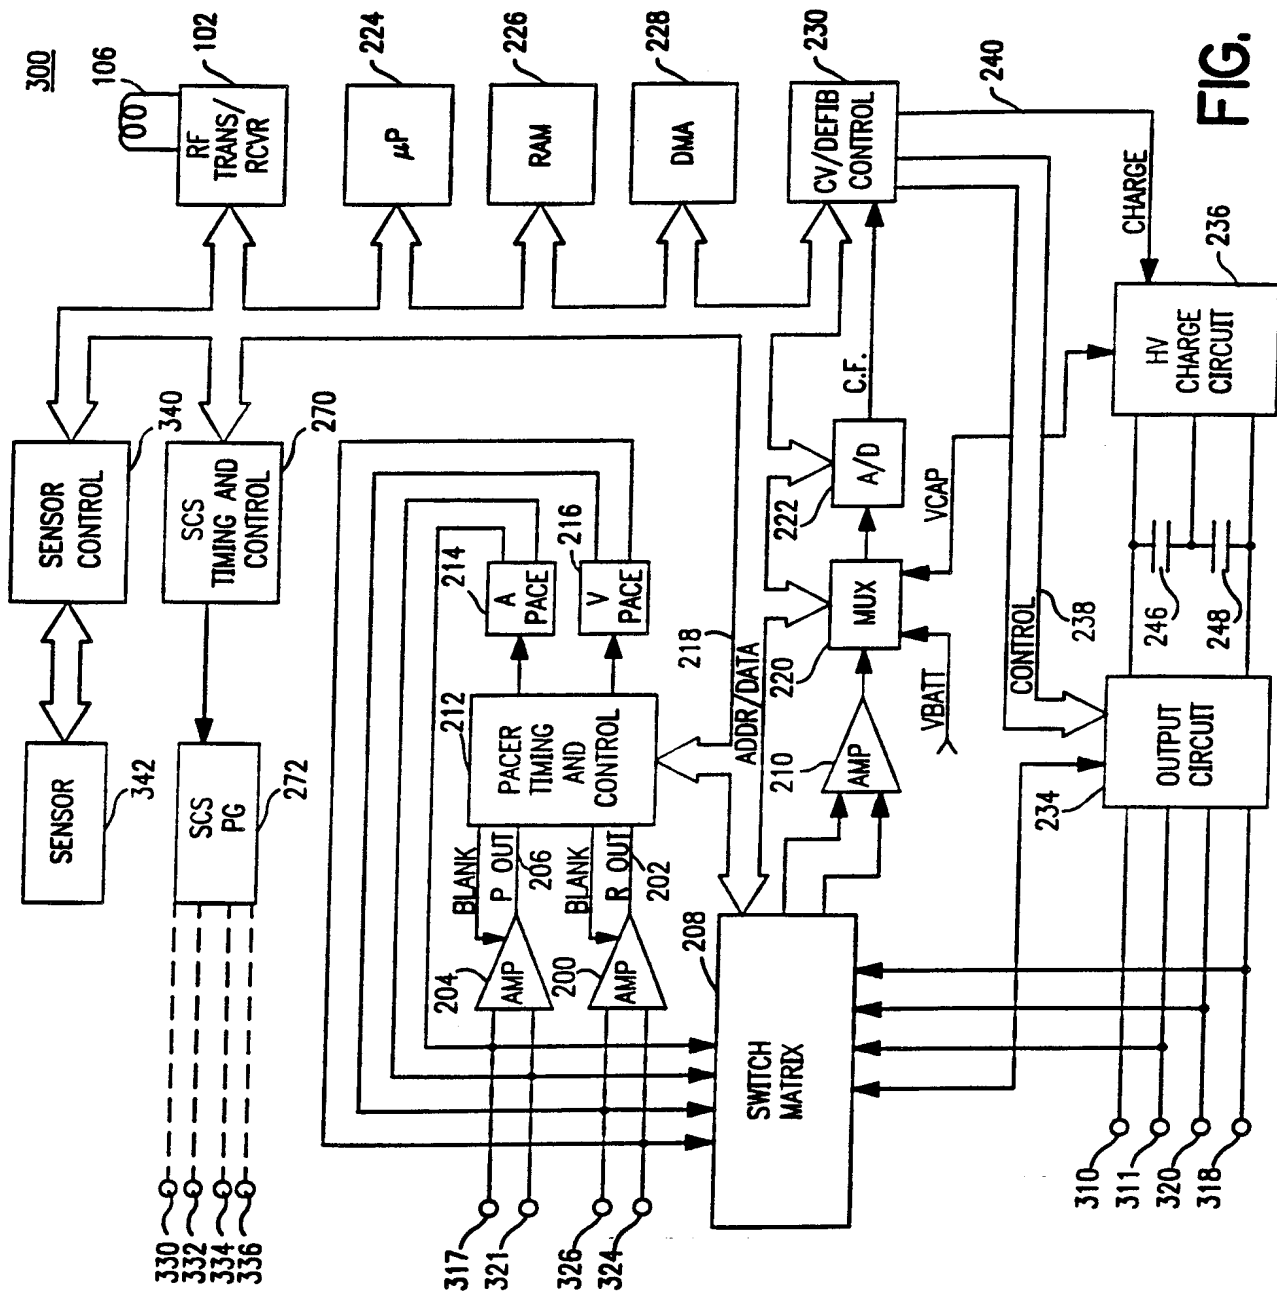 300
106
102
RF
TRANS/
RCVR
224
μP
226
RAM
228
DMA
230
CV/DEFIB
CONTROL
240
CHARGE
236
HV
CHARGE
CIRCUIT
FIG.
SENSOR
CONTROL
340
SCS
TIMING AND
CONTROL
270
SENSOR
342
SCS
PG
272
330
332
334
336
214
A
PACE
216
V
PACE
212
PACER
TIMING
AND
CONTROL
BLANK
P OUT
206
BLANK
R OUT
202
204
AMP
200
AMP
317
321
326
324
218
ADDR/DATA
208
SWITCH
MATRIX
210
AMP
220
MUX
222
A/D
C.F.
VCAP
VBATT
CONTROL
238
246
248
234
OUTPUT
CIRCUIT
310
311
320
318